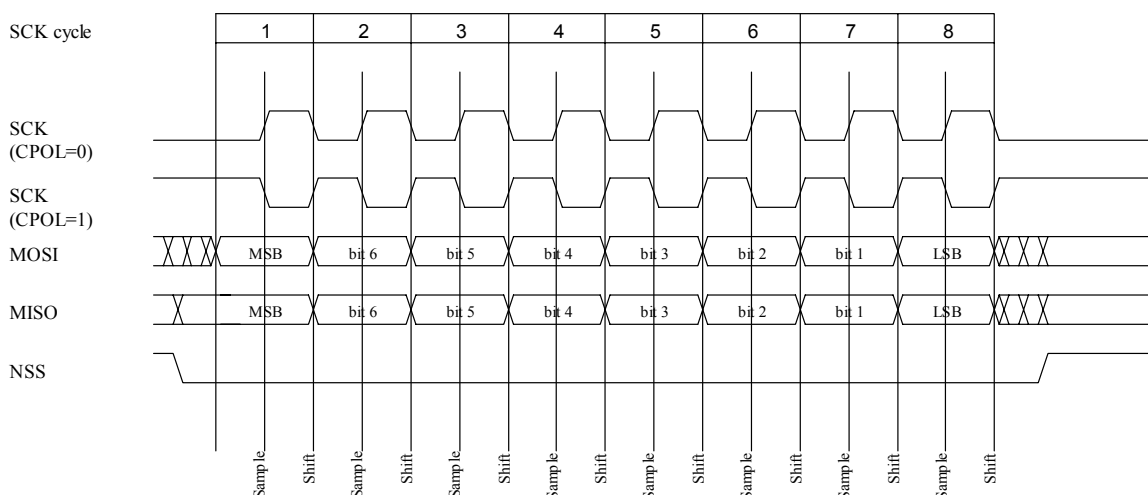 SCK cycle 1 2 3 4 5 6 7 8
SCK
(CPOL=0)
SCK
(CPOL=1)
MOSI MSB bit 6 bit 5 bit 4 bit 3 bit 2 bit 1 LSB
MISO MSB bit 6 bit 5 bit 4 bit 3 bit 2 bit 1 LSB
NSS
Sample Shift Sample Shift Sample Shift Sample Shift Sample Shift Sample Shift Sample Shift Sample Shift